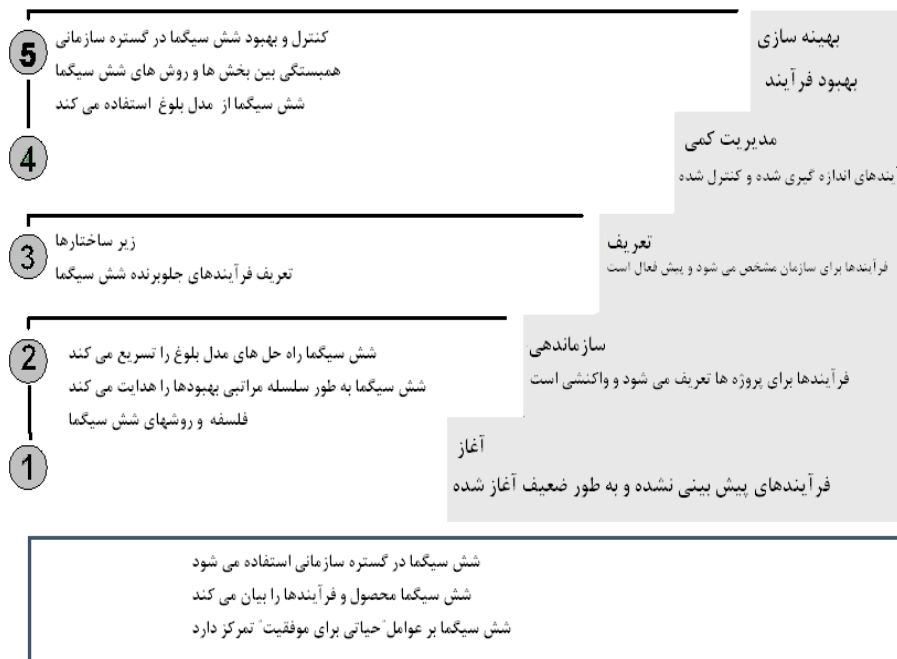 بهینه سازی
بهبود فرآیند
5
کنترل و بهبود شش سیگما در گستره سازمانی
همبستگی بین بخش ها و روش های شش سیگما
شش سیگما از مدل بلوغ استفاده می کند
مدیریت کمی
یندهای اندازه گیری شده و کنترل شده
4
تعریف
فرآیندها برای سازمان مشخص می شود و پیش فعال است
3
زیر ساختارها
تعریف فرآیندهای جلوبرنده شش سیگما
سازماندهی
فرآیندها برای پروژه ها تعریف می شود و واکنشی است
2
شش سیگما راه حل های مدل بلوغ را تسریع می کند
شش سیگما به طور سلسله مراتبی بهبودها را هدایت می کند
فلسفه و روشهای شش سیگما
آغاز
فرآیندهای پیش بینی نشده و به طور ضعیف آغاز شده
1
شش سیگما در گستره سازمانی استفاده می شود
شش سیگما محصول و فرآیندها را بیان می کند
شش سیگما بر عوامل"حیاتی برای موفقیت" تمرکز دارد